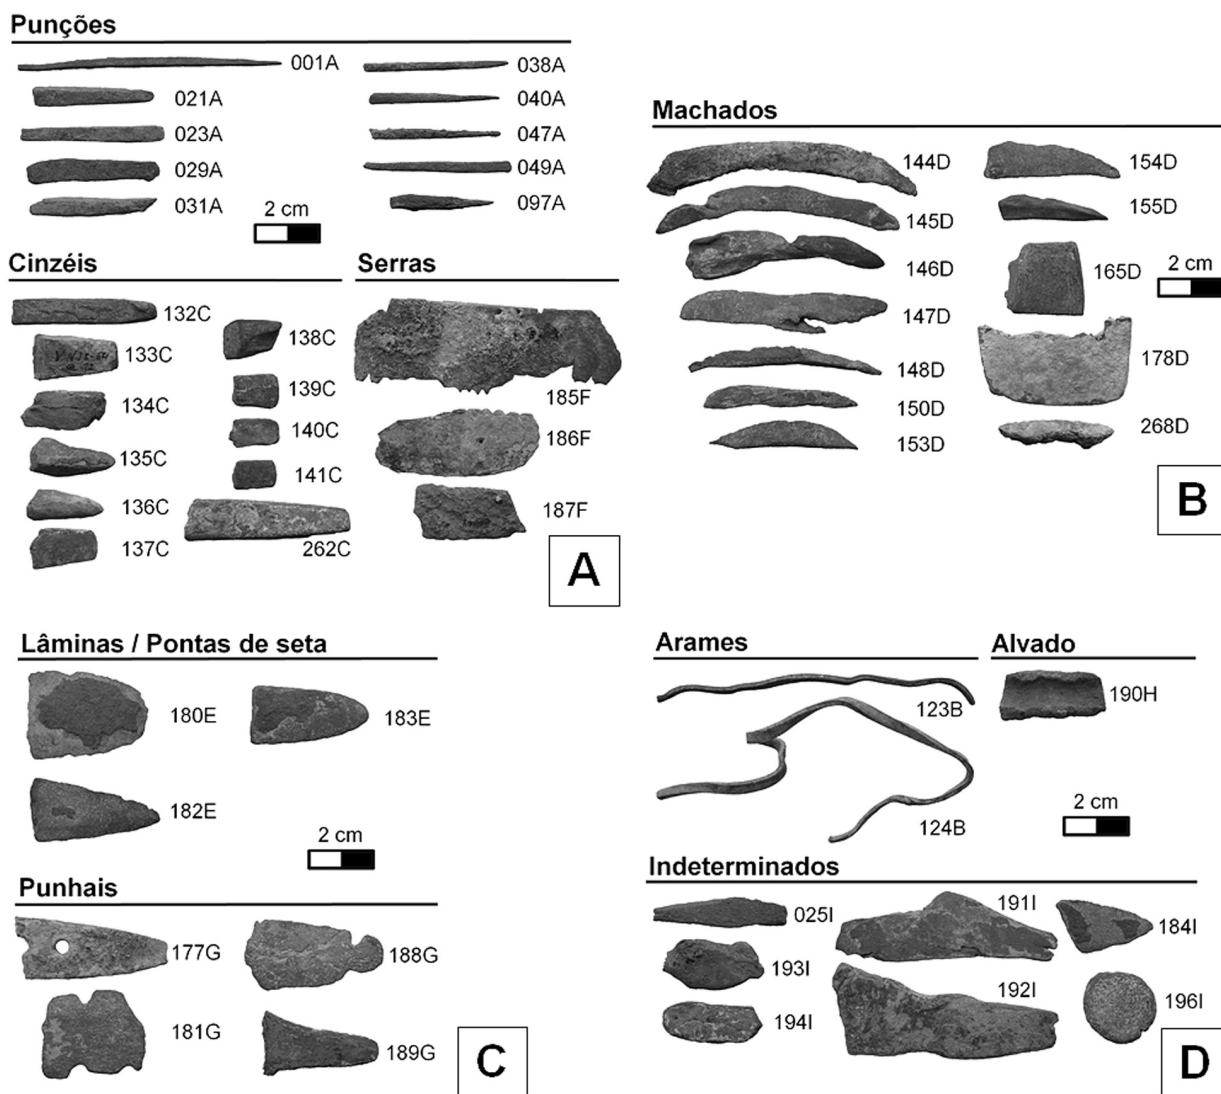 Punções
001A
021A
023A
029A
031A
038A
040A
047A
049A
097A
2 cm
Cinzéis
132C
133C
134C
135C
136C
137C
138C
139C
140C
141C
262C
Serras
185F
186F
187F
A
Machados
144D
145D
146D
147D
148D
150D
153D
154D
155D
165D
178D
268D
2 cm
B
Lâminas / Pontas de seta
180E
182E
183E
2 cm
Punhais
177G
181G
188G
189G
C
Arames
123B
124B
Alvado
190H
2 cm
Indeterminados
025I
193I
194I
191I
192I
184I
196I
D